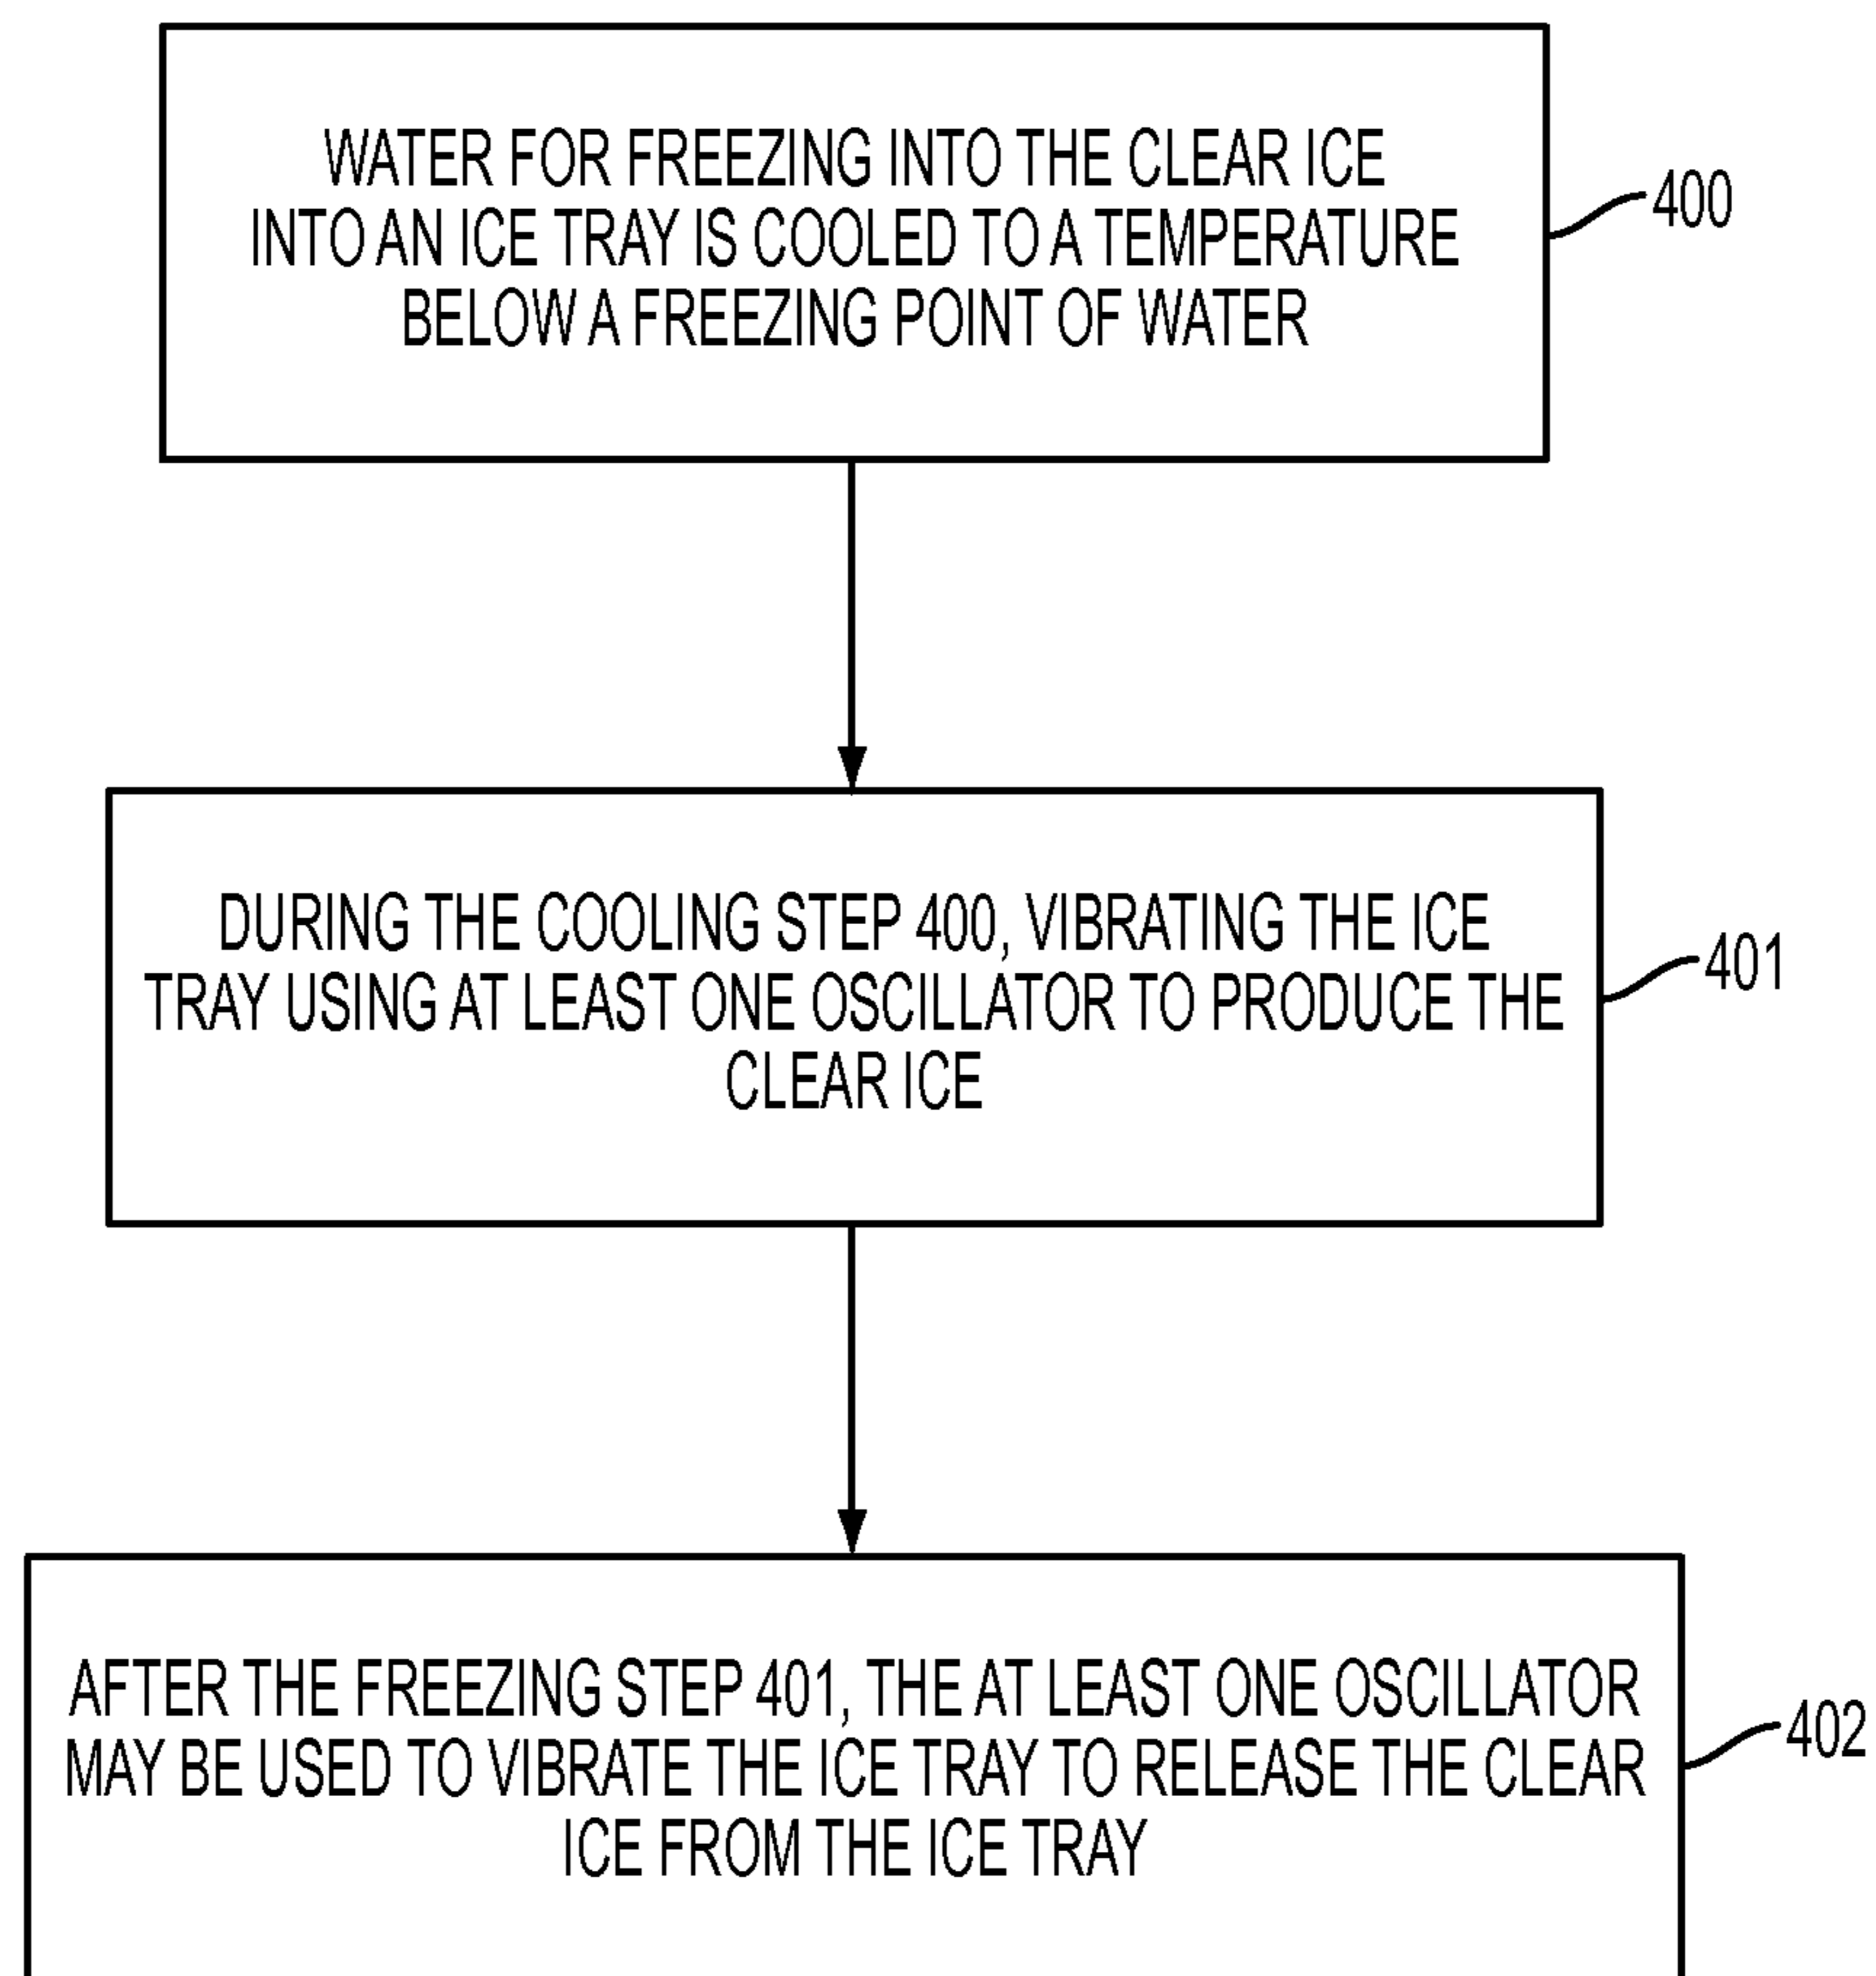 WATER FOR FREEZING INTO THE CLEAR ICE
INTO AN ICE TRAY IS COOLED TO A TEMPERATURE
BELOW A FREEZING POINT OF WATER
400
DURING THE COOLING STEP 400, VIBRATING THE ICE
TRAY USING AT LEAST ONE OSCILLATOR TO PRODUCE THE
CLEAR ICE
401
AFTER THE FREEZING STEP 401, THE AT LEAST ONE OSCILLATOR
MAY BE USED TO VIBRATE THE ICE TRAY TO RELEASE THE CLEAR
ICE FROM THE ICE TRAY
402